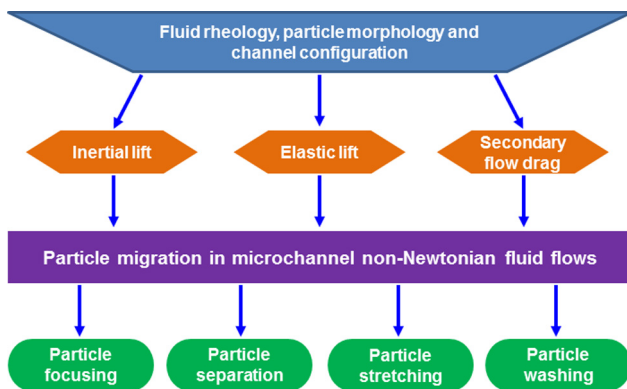 Fluid rheology, particle morphology and
channel configuration
Inertial lift
Elastic lift
Secondary
flow drag
Particle migration in microchannel non-Newtonian fluid flows
Particle
focusing
Particle
separation
Particle
stretching
Particle
washing